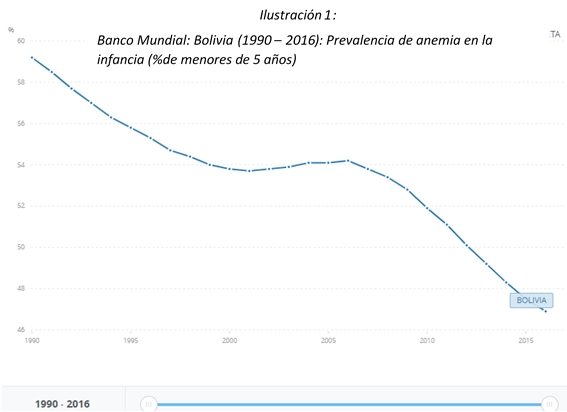 Ilustración 1:
Banco Mundial: Bolivia (1990 – 2016): Prevalencia de anemia en la
infancia (%de menores de 5 años)
TA
%
60
58
56
54
52
50
48
46
BOLIVIA
1990
1995
2000
2005
2010
2015
1990 - 2016